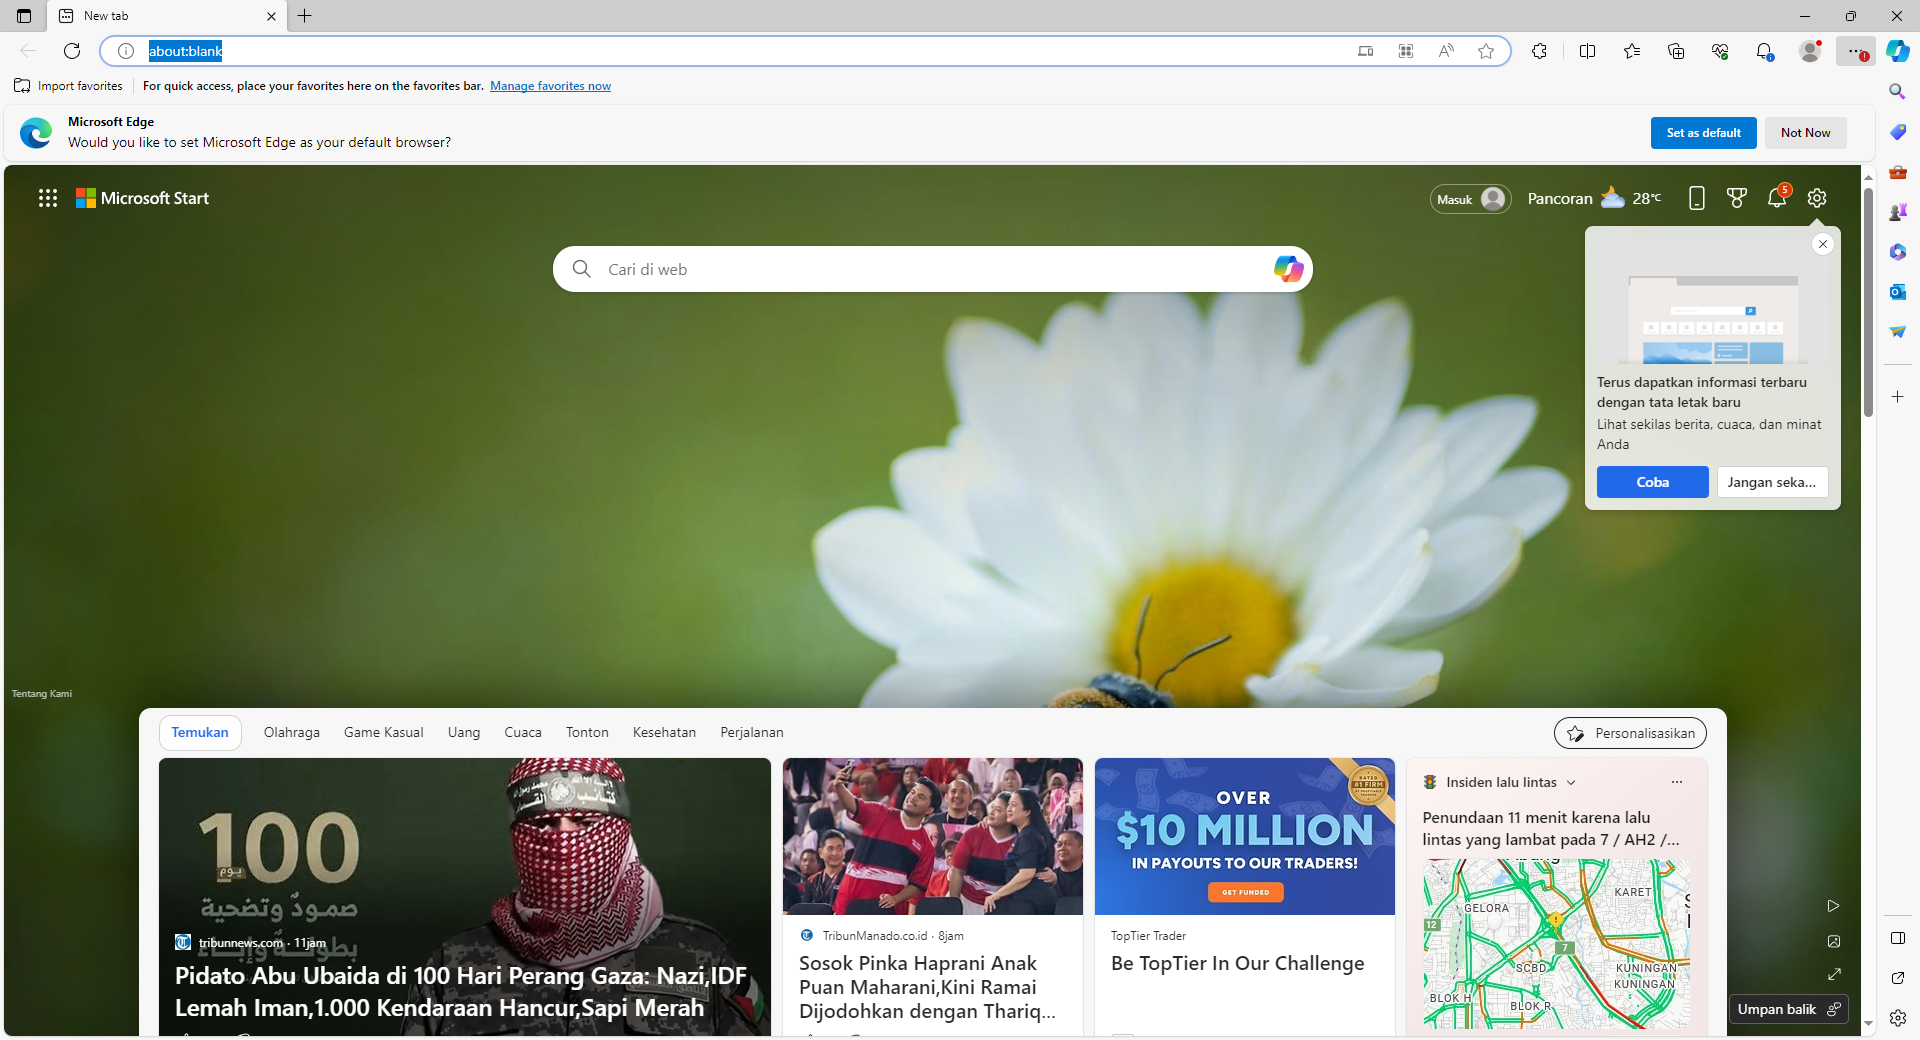 New tab
about:blank
Import favorites
For quick access, place your favorites here on the favorites bar. Manage favorites now
Microsoft Edge
Would you like to set Microsoft Edge as your default browser?
Set as default
Not Now
Microsoft Start
Masuk
Pancoran
28°C
5
Cari di web
Terus dapatkan informasi terbaru
dengan tata letak baru
Lihat sekilas berita, cuaca, dan minat
Anda
Coba
Jangan seka...
Tentang Kami
Temukan
Olahraga
Game Kasual
Uang
Cuaca
Tonton
Kesehatan
Perjalanan
Personalisasikan
100
يوم
صمودٌ وتضحية
tribunnews.com · 11jam
Pidato Abu Ubaida di 100 Hari Perang Gaza: Nazi,IDF
Lemah Iman,1.000 Kendaraan Hancur,Sapi Merah
TribunManado.co.id · 8jam
Sosok Pinka Haprani Anak
Puan Maharani,Kini Ramai
Dijodohkan dengan Thariq...
RATED
#1 FIRM
OVER
$10 MILLION
IN PAYOUTS TO OUR TRADERS!
GET FUNDED
TopTier Trader
Be TopTier In Our Challenge
Insiden lalu lintas
Penundaan 11 menit karena lalu
lintas yang lambat pada 7 / AH2 /...
KARET
GELORA
12
7
SCBD
KUNINGAN
KUNINGAN
BLOK H
BLOK R
Umpan balik